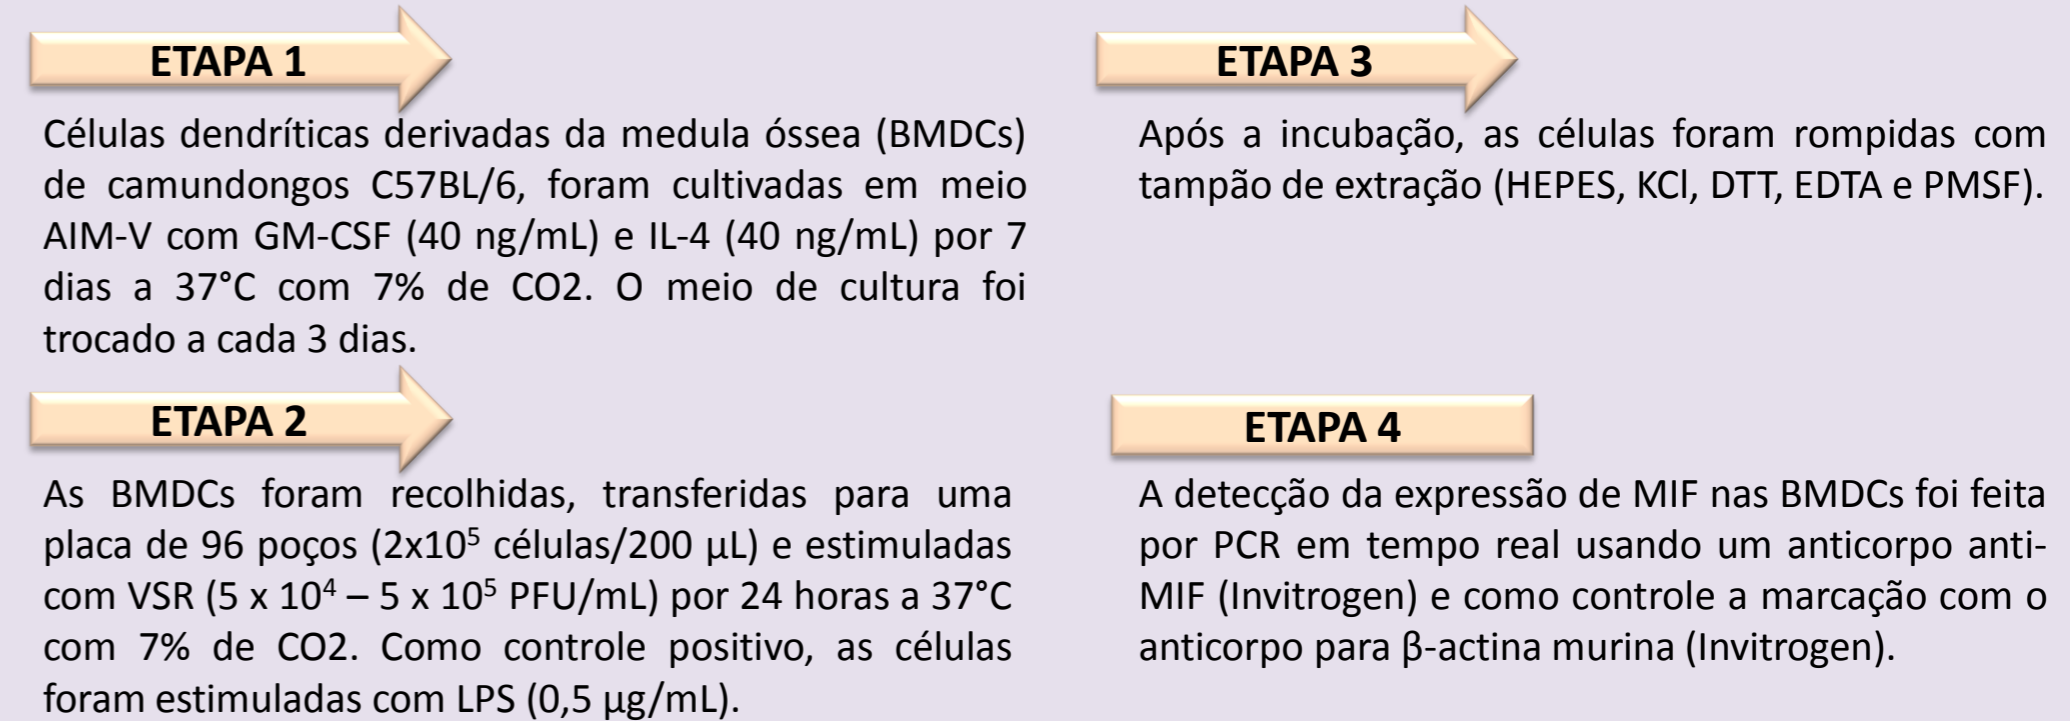 ETAPA 1
Células dendríticas derivadas da medula óssea (BMDCs)
de camundongos C57BL/6, foram cultivadas em meio
AIM-V com GM-CSF (40 ng/mL) e IL-4 (40 ng/mL) por 7
dias a 37°C com 7% de CO2. O meio de cultura foi
trocado a cada 3 dias.
ETAPA 2
As BMDCs foram recolhidas, transferidas para uma
placa de 96 poços (2x10⁵ células/200 µL) e estimuladas
com VSR (5 x 10⁴ – 5 x 10⁵ PFU/mL) por 24 horas a 37°C
com 7% de CO2. Como controle positivo, as células
foram estimuladas com LPS (0,5 µg/mL).
ETAPA 3
Após a incubação, as células foram rompidas com
tampão de extração (HEPES, KCl, DTT, EDTA e PMSF).
ETAPA 4
A detecção da expressão de MIF nas BMDCs foi feita
por PCR em tempo real usando um anticorpo anti-
MIF (Invitrogen) e como controle a marcação com o
anticorpo para β-actina murina (Invitrogen).